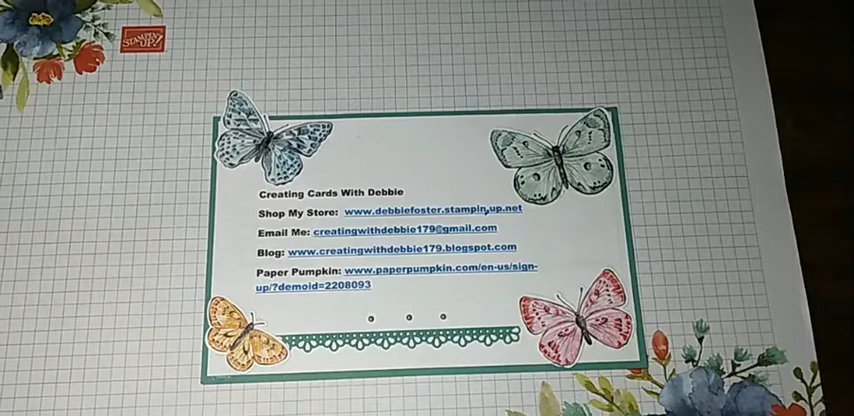 STAMPIN' UP!
Creating Cards With Debbie
Shop My Store: www.debbiefoster.stampinup.net
Email Me: creatingwithdebbie179@gmail.com
Blog: www.creatingwithdebbie179.blogspot.com
Paper Pumpkin: www.paperpumpkin.com/en-us/sign-
up/?demoid=2208093